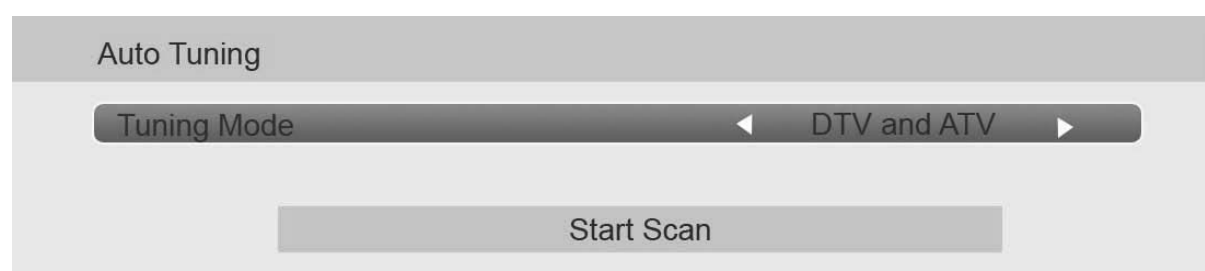 Auto Tuning
Tuning Mode DTV and ATV
Start Scan